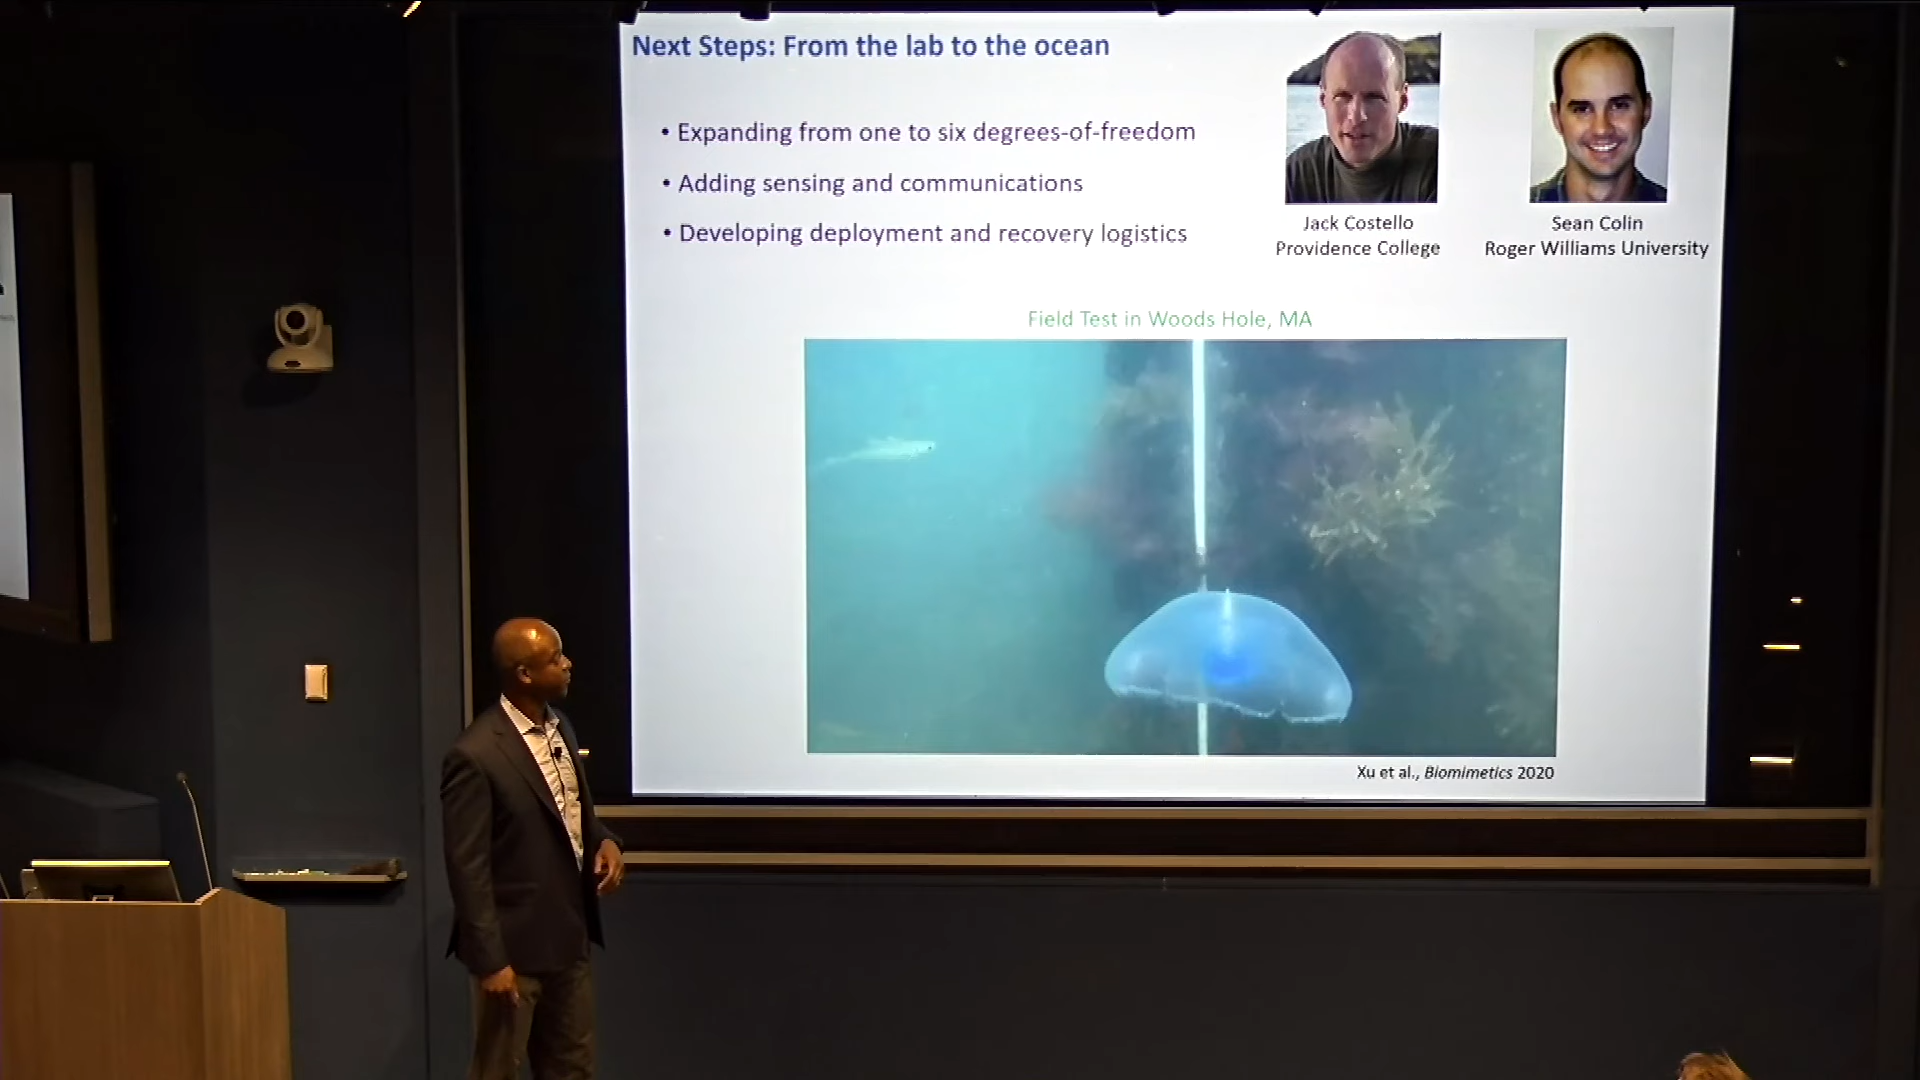 Next Steps: From the lab to the ocean
• Expanding from one to six degrees-of-freedom
• Adding sensing and communications
• Developing deployment and recovery logistics
Jack Costello
Providence College
Sean Colin
Roger Williams University
Field Test in Woods Hole, MA
Xu et al., Biomimetics 2020